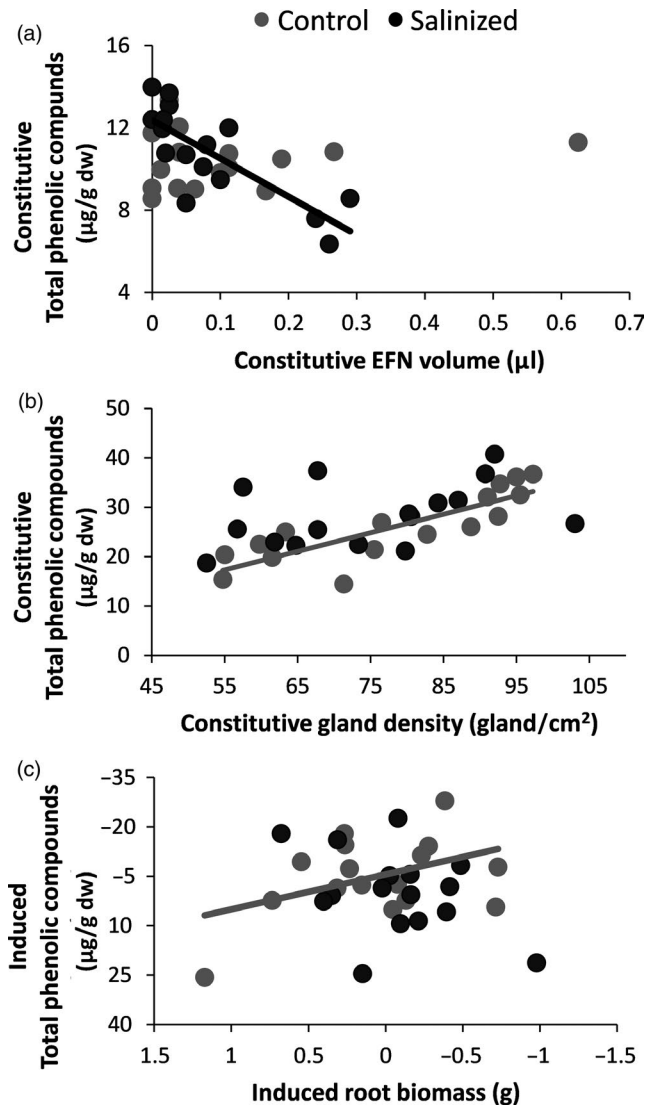 (a)
Control
Salinized
Constitutive
Total phenolic compunds
(µg/g dw)
16
12
8
4
0 0.1 0.2 0.3 0.4 0.5 0.6 0.7
Constitutive EFN volume (µl)
(b)
Constitutive
Total phenolic compounds
(µg/g dw)
50
40
30
20
10
0
45 55 65 75 85 95 105
Constitutive gland density (gland/cm²)
(c)
Induced
Total phenolic compounds
(µg/g dw)
−35
−20
−5
10
25
40
1.5 1 0.5 0 −0.5 −1 −1.5
Induced root biomass (g)